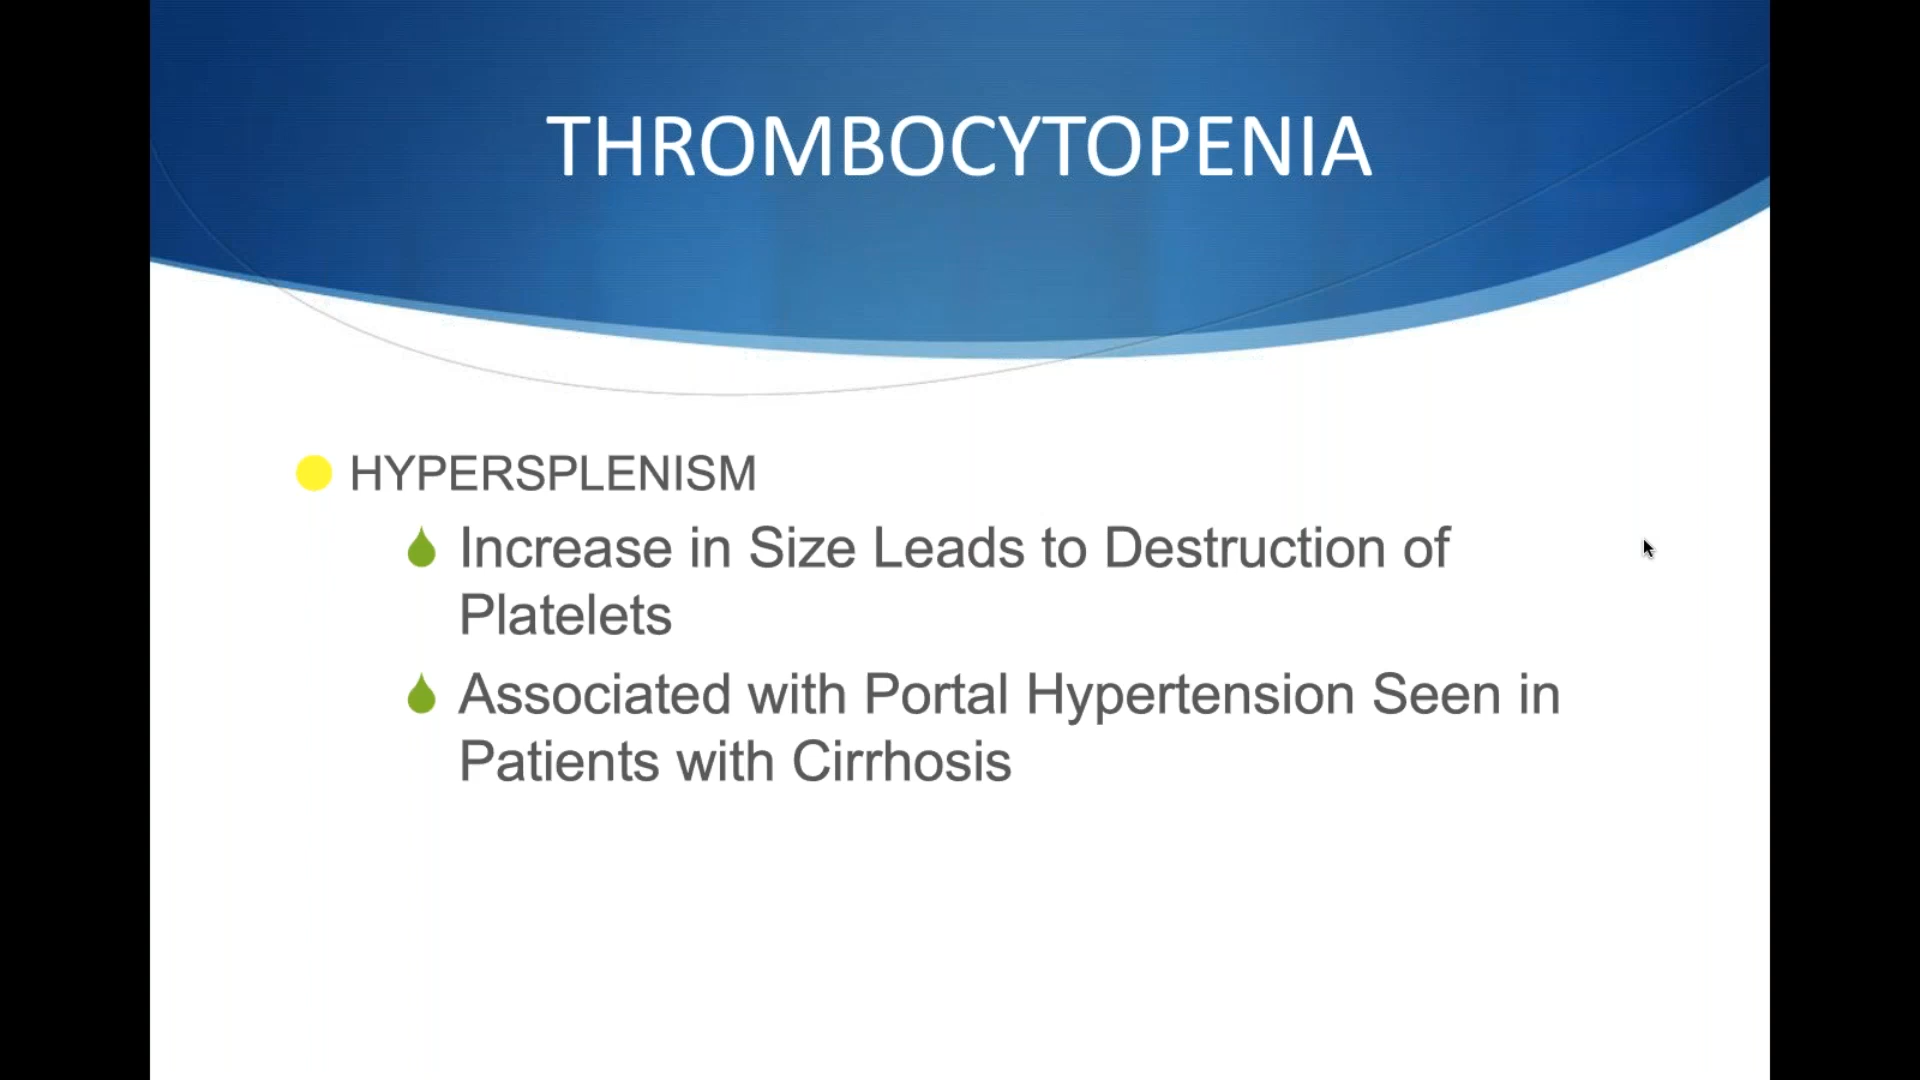 THROMBOCYTOPENIA
HYPERSPLENISM
Increase in Size Leads to Destruction of
Platelets
Associated with Portal Hypertension Seen in
Patients with Cirrhosis